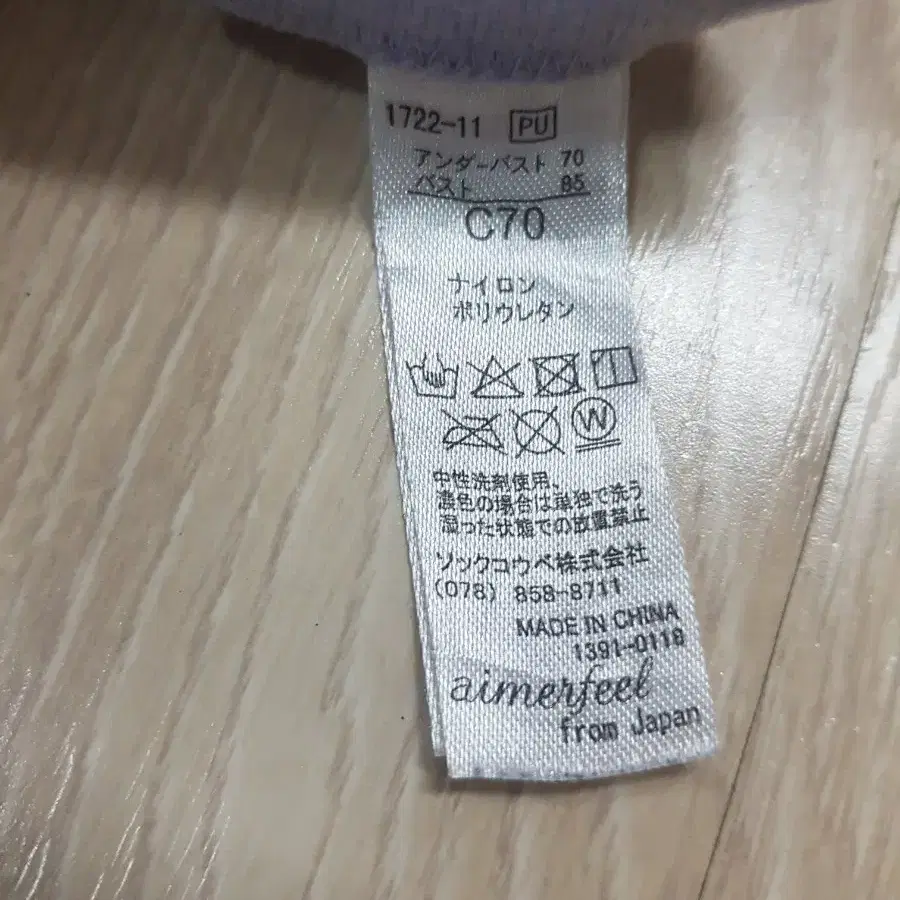 1722-11 PU
アンダーバスト 70
バスト 85
C70
ナイロン
ポリウレタン
W
中性洗剤使用、
濃色の場合は単独で洗う
湿った状態での放置禁止
ソックコウベ株式会社
(078) 858-8711
MADE IN CHINA
1391-0118
aimerfeel
from Japan